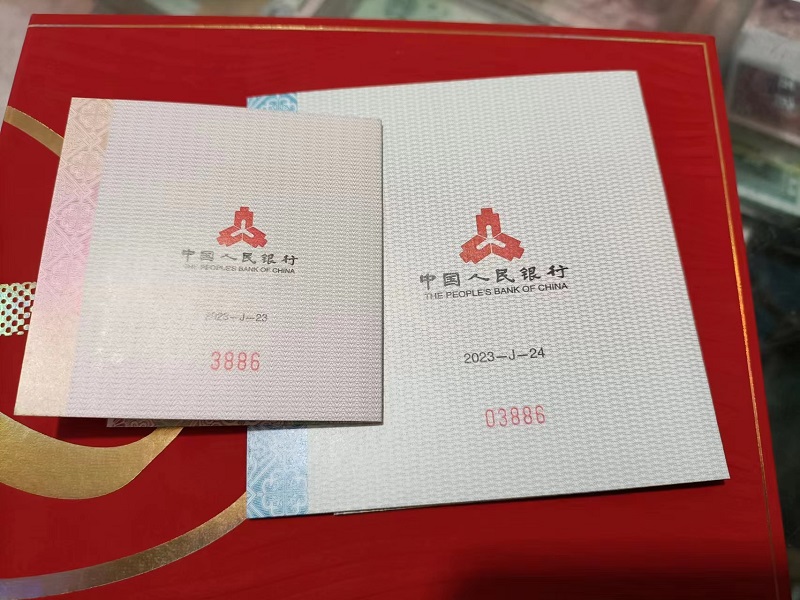 中国人民银行
THE PEOPLE'S BANK OF CHINA
2023-J-23
3886
中国人民银行
THE PEOPLE'S BANK OF CHINA
2023-J-24
03886